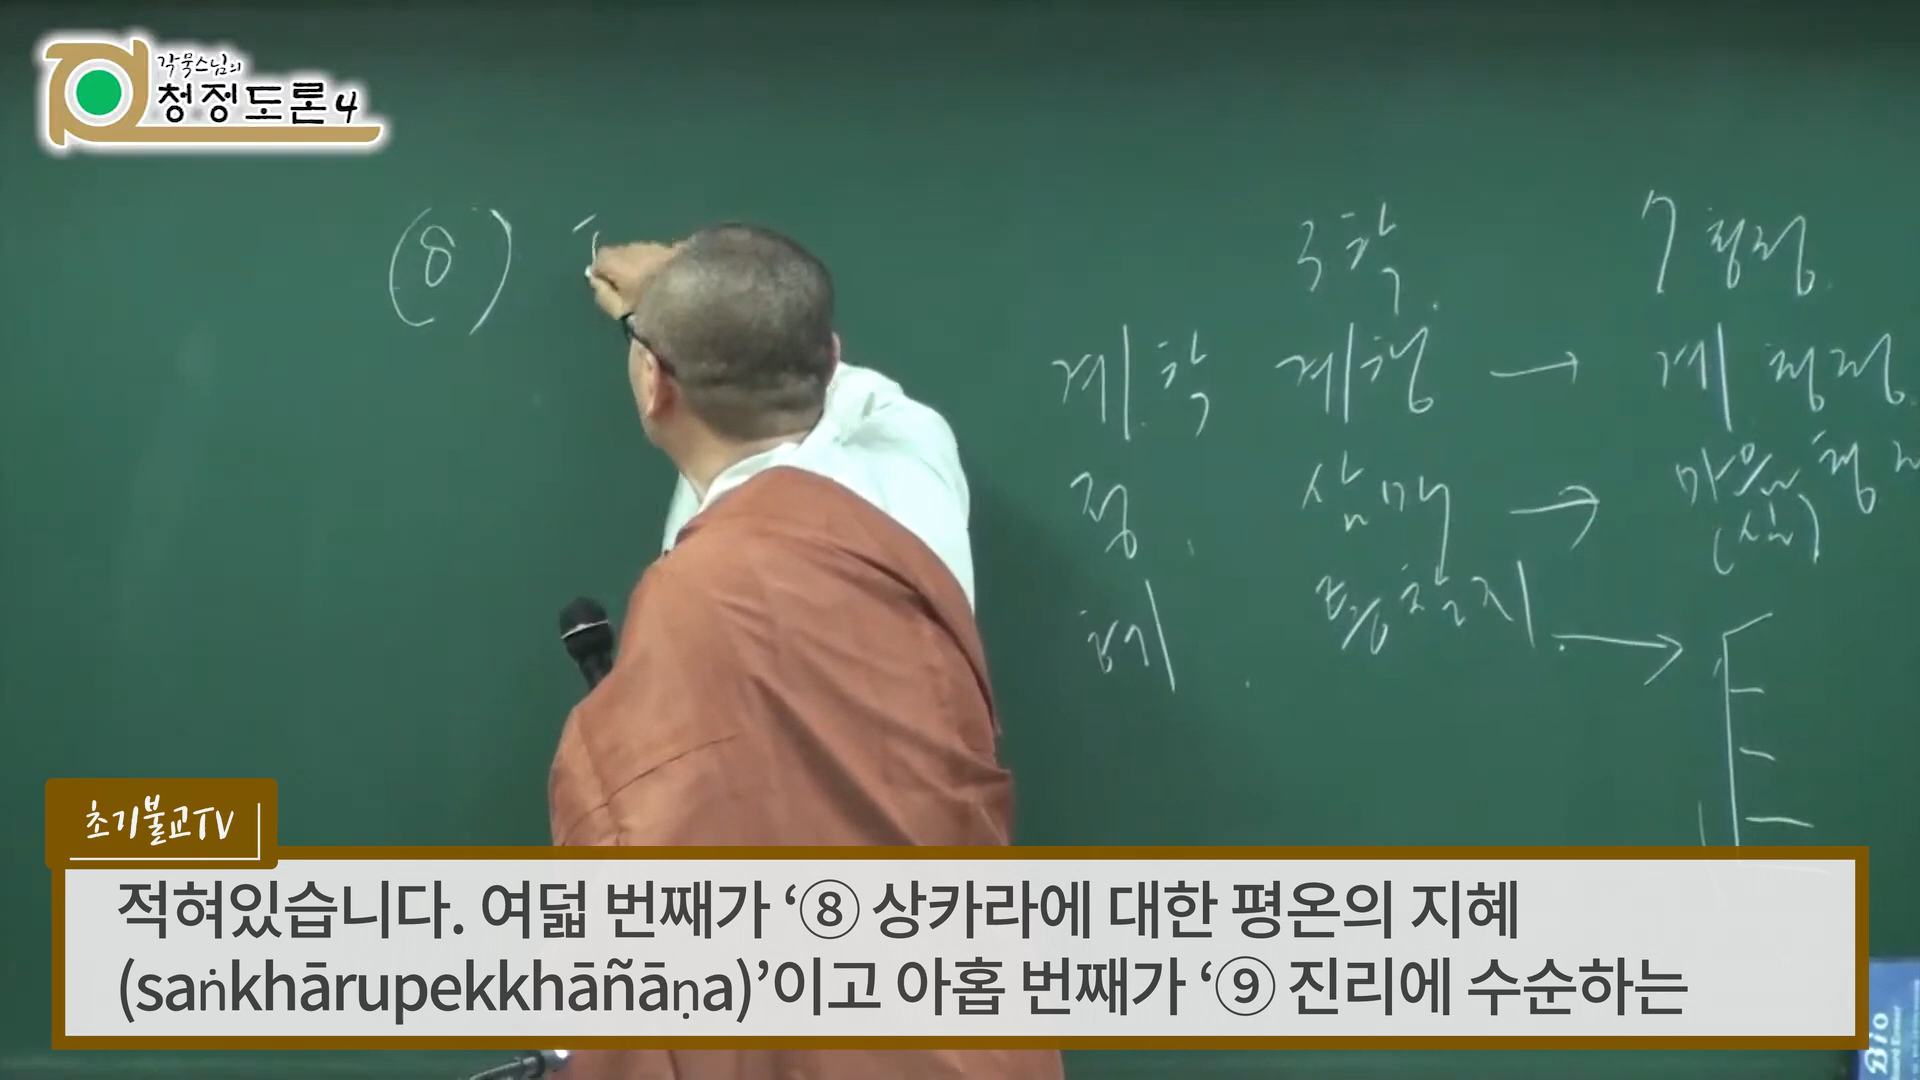 각묵스님의
청정도론 4
(8)
3학. 7청정.
계학 계행 → 계청정
정. 삼매 → 마음청정
(심)
혜. 통찰지. →
초기불교TV
적혀있습니다. 여덟 번째가 ‘⑧ 상카라에 대한 평온의 지혜
(saṅkhārupekkhāñāṇa)’이고 아홉 번째가 ‘⑨ 진리에 수순하는
Bio